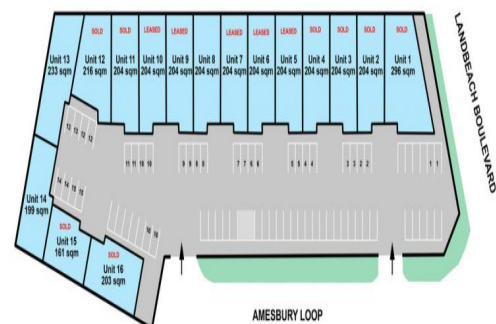 Unit 13
233 sqm
SOLD
Unit 12
216 sqm
SOLD
Unit 11
204 sqm
LEASED
Unit 10
204 sqm
LEASED
Unit 9
204 sqm
Unit 8
204 sqm
LEASED
Unit 7
204 sqm
LEASED
Unit 6
204 sqm
LEASED
Unit 5
204 sqm
SOLD
Unit 4
204 sqm
SOLD
Unit 3
204 sqm
SOLD
Unit 2
204 sqm
SOLD
Unit 1
296 sqm
LANDBEACH BOULEVARD
13 13 12 12
11 11 10 10
9 9 8 8
7 7 6 6
5 5 4 4
3 3 2 2
1 1
14 14 15 15
Unit 14
199 sqm
SOLD
Unit 15
161 sqm
16 16
SOLD
Unit 16
203 sqm
AMESBURY LOOP